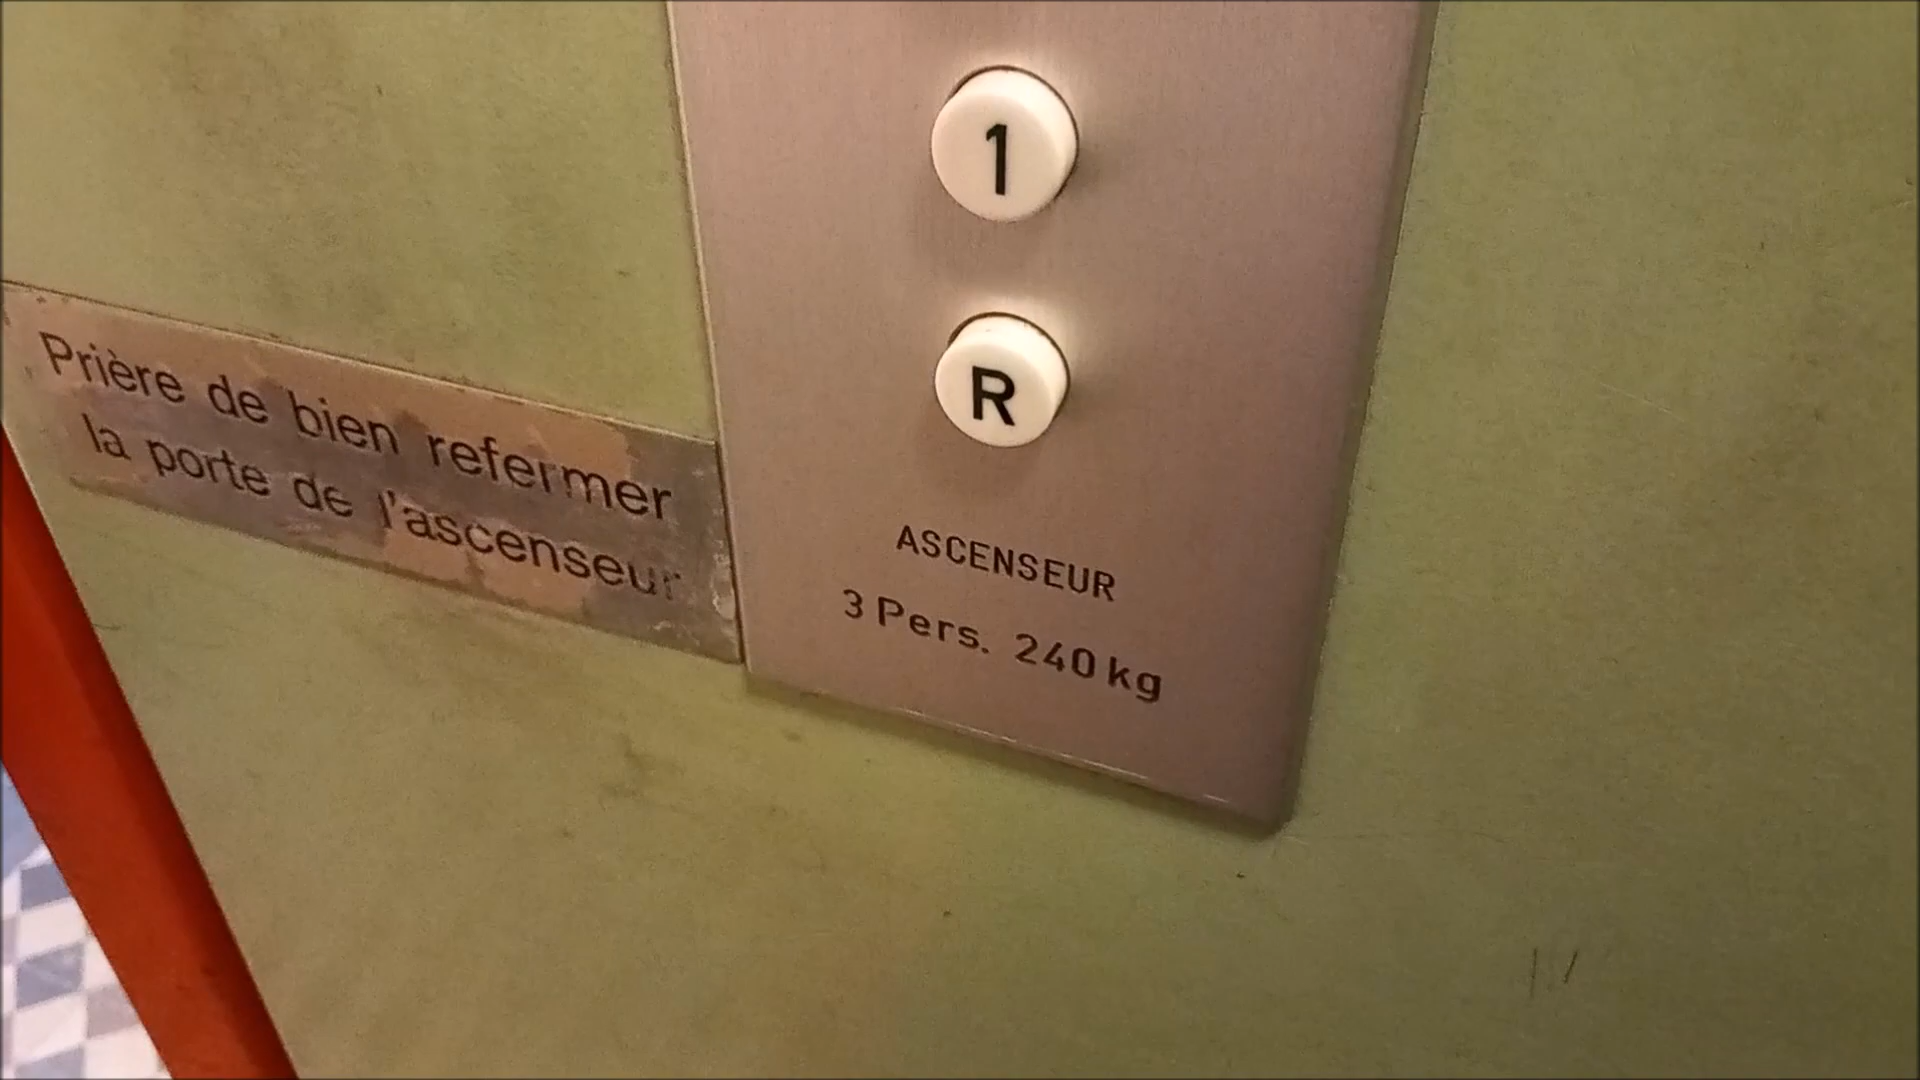 1
R
Prière de bien refermer
la porte de l'ascenseur
ASCENSEUR
3 Pers. 240 kg